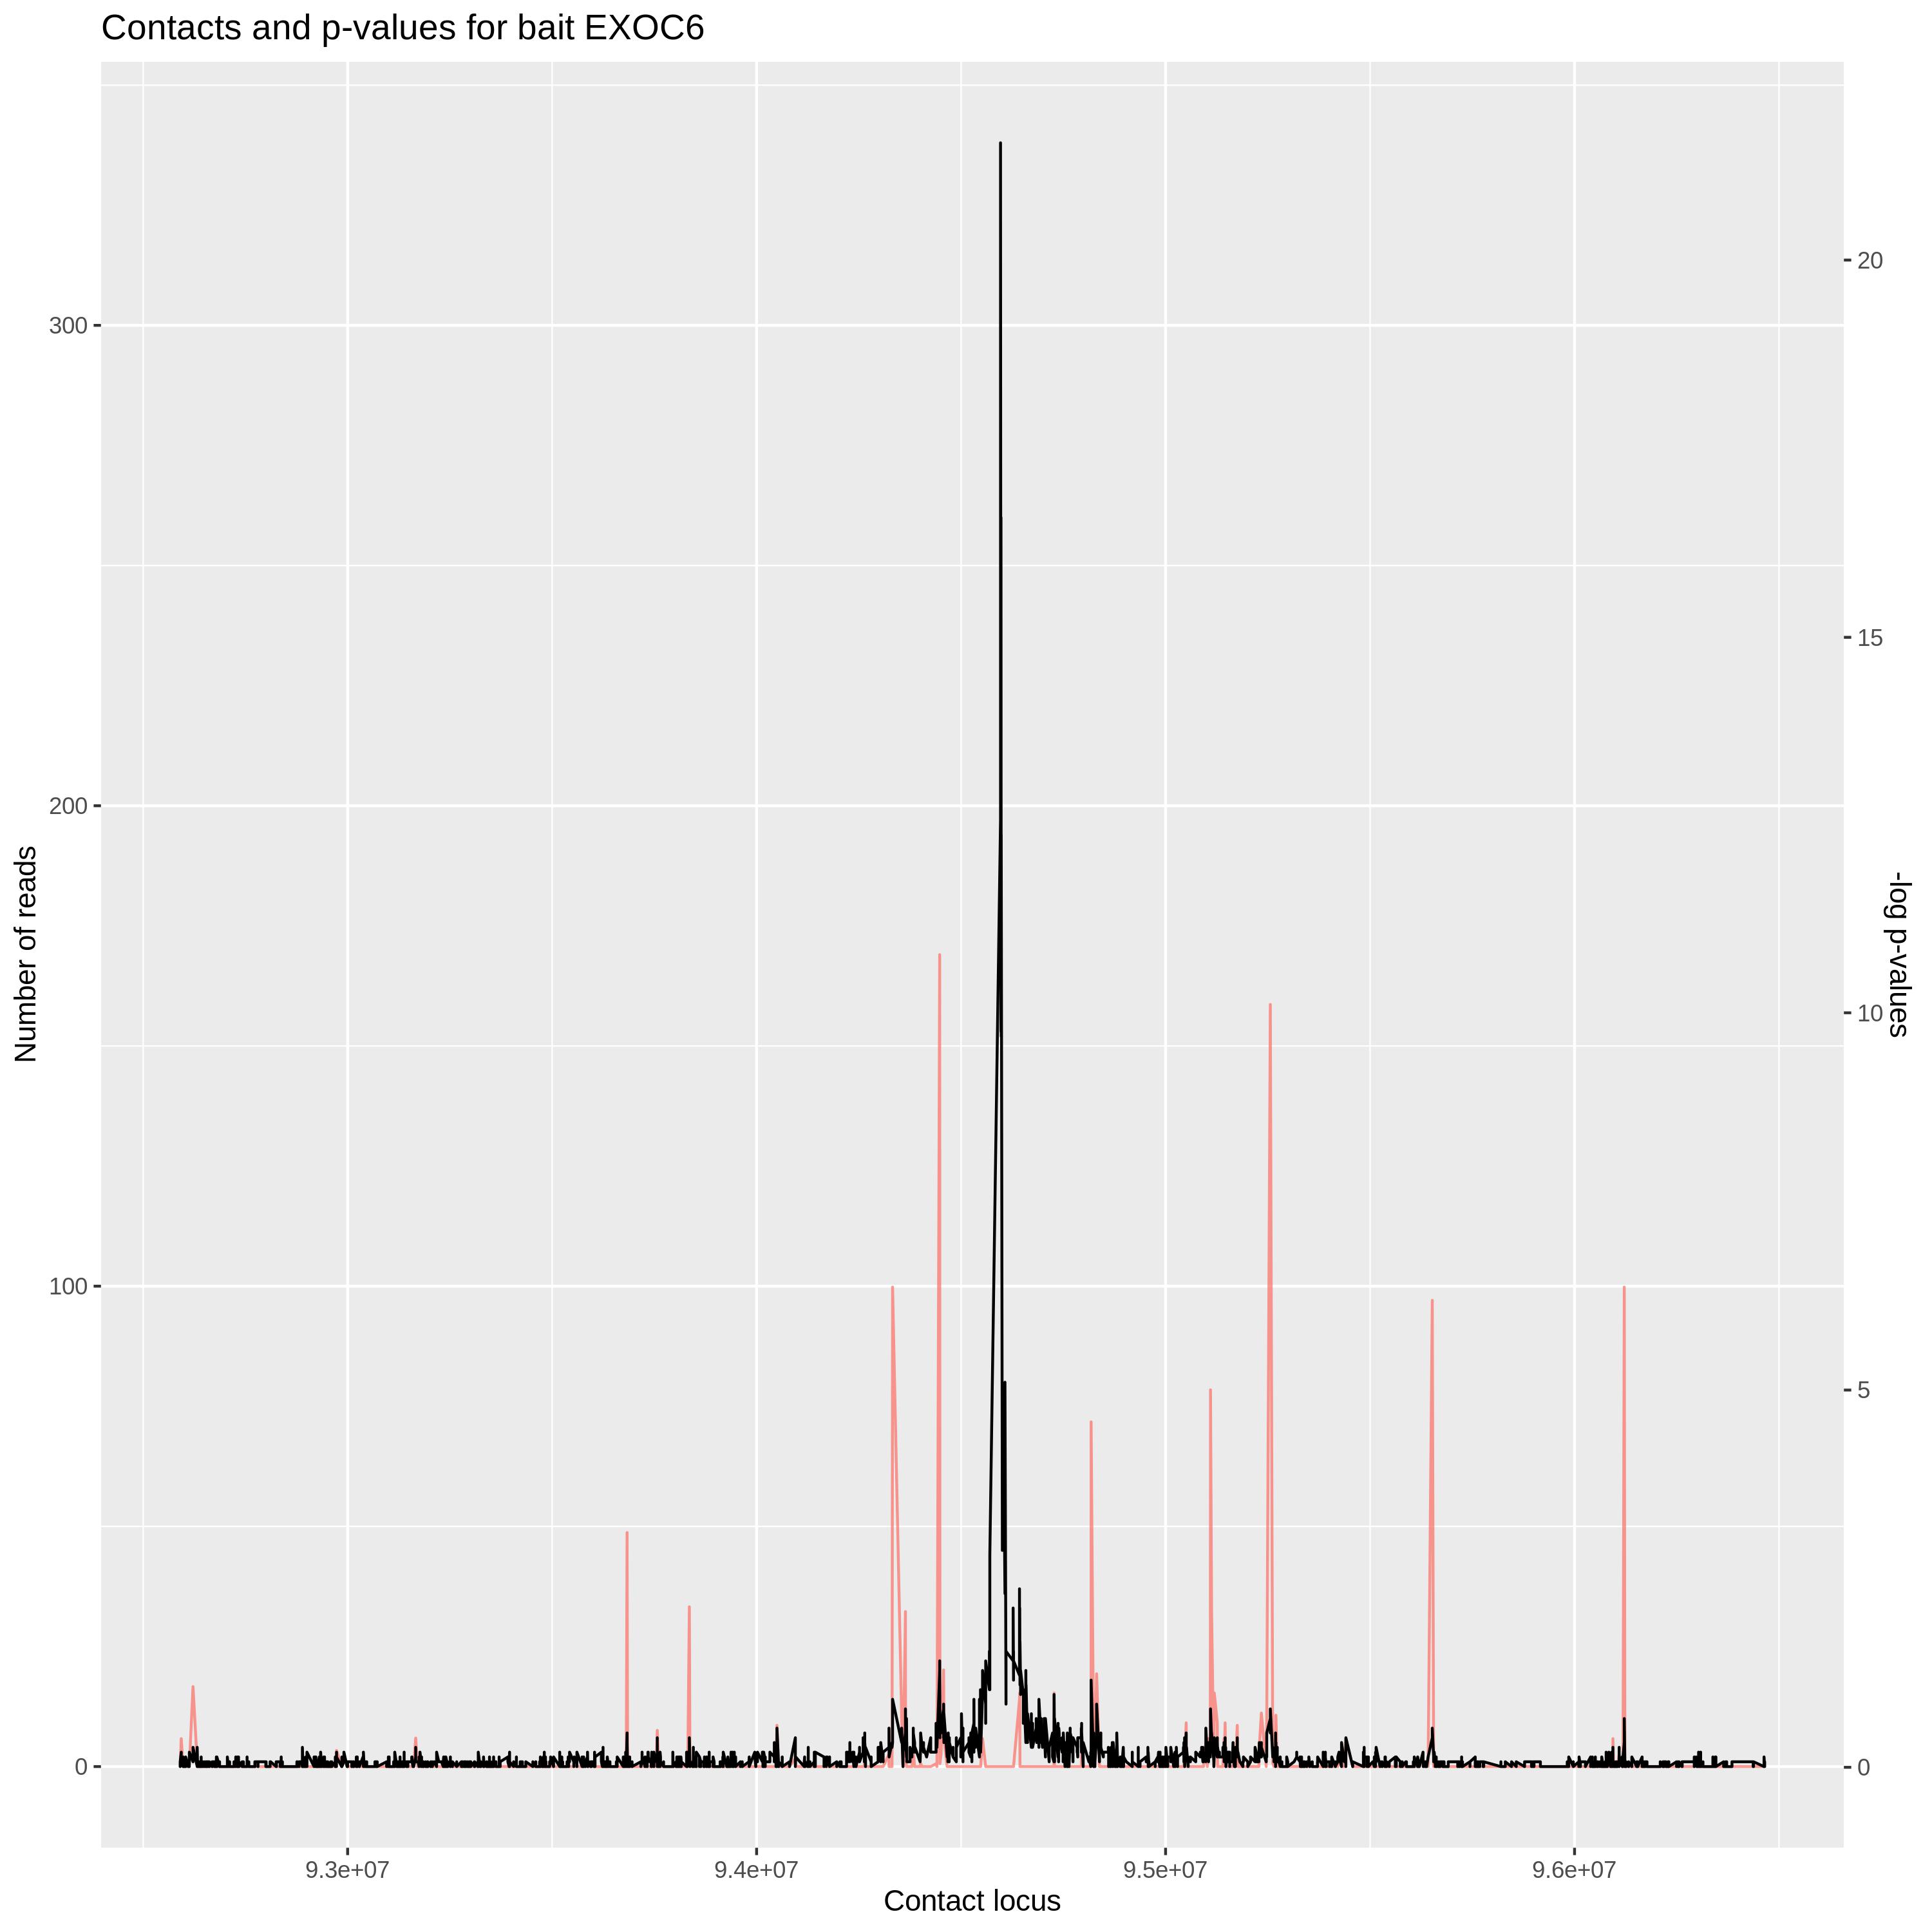 Contacts and p-values for bait EXOC6
300
200
100
0
20
15
10
5
0
Number of reads
-log p-values
9.3e+07
9.4e+07
9.5e+07
9.6e+07
Contact locus